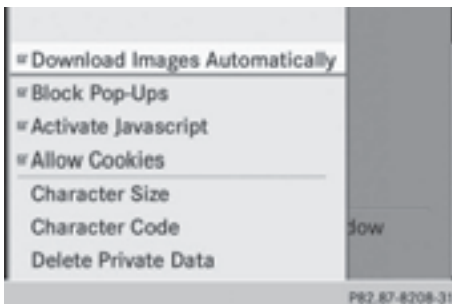 Download Images Automatically
Block Pop-Ups
Activate Javascript
Allow Cookies
Character Size
Character Code
dow
Delete Private Data
P82.87-8208-31